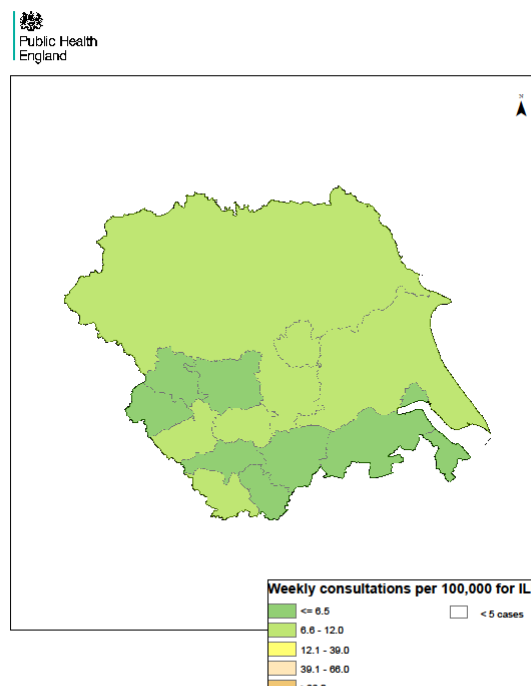 Public Health
England
N
Weekly consultations per 100,000 for IL
<= 6.5
< 5 cases
6.6 - 12.0
12.1 - 39.0
39.1 - 66.0